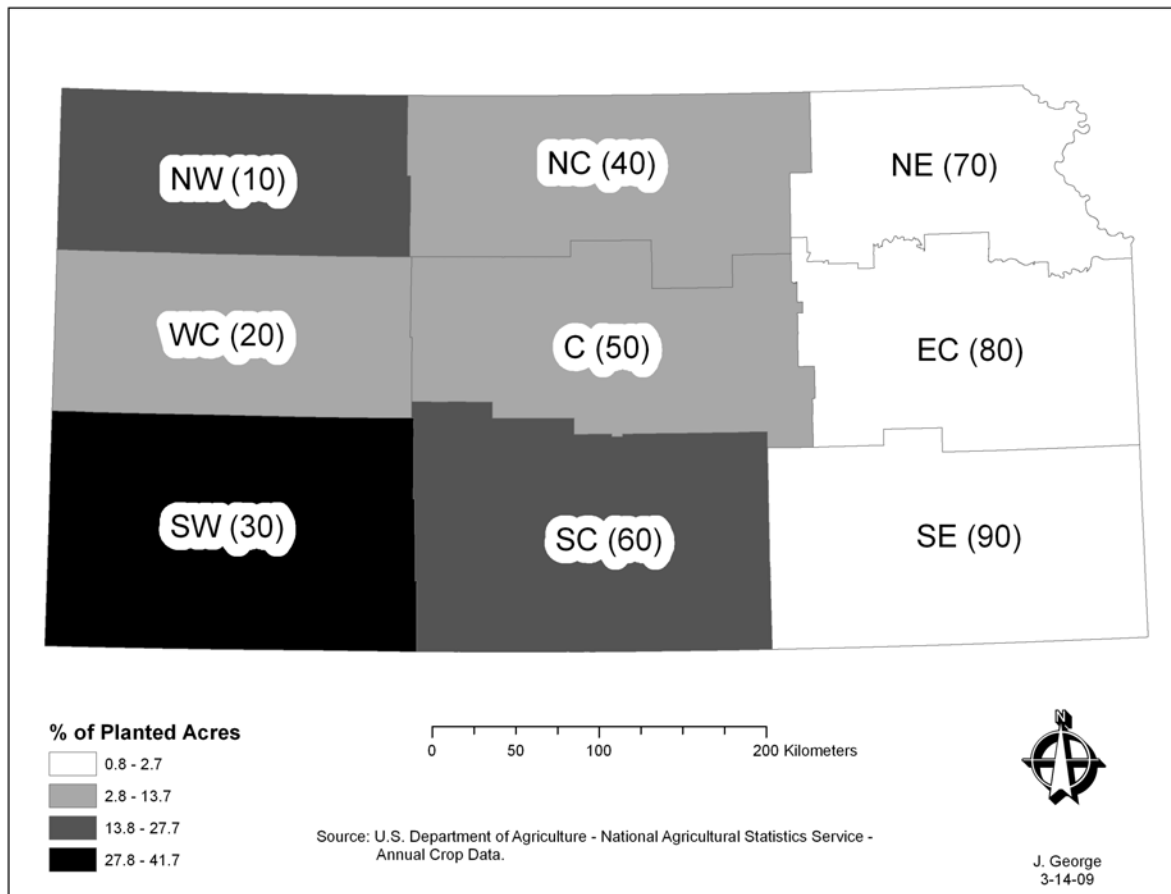 NW (10)
NC (40)
NE (70)
WC (20)
C (50)
EC (80)
SW (30)
SC (60)
SE (90)
% of Planted Acres
0.8 - 2.7
2.8 - 13.7
13.8 - 27.7
27.8 - 41.7
0 50 100 200 Kilometers
Source: U.S. Department of Agriculture - National Agricultural Statistics Service -
Annual Crop Data.
N
J. George
3-14-09